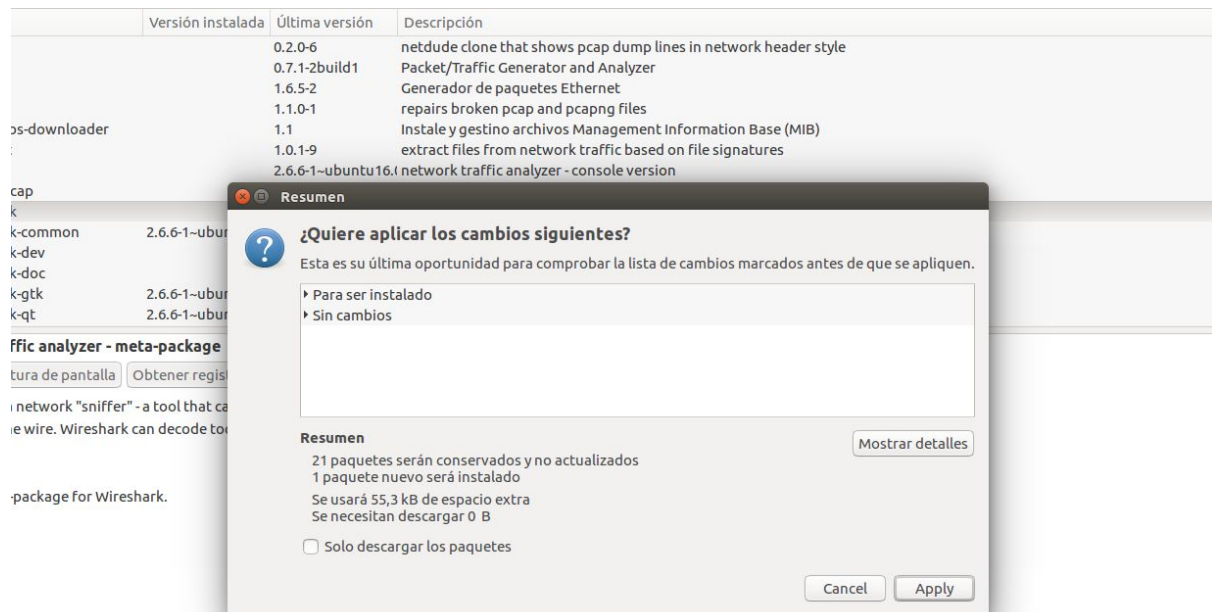 Versión instalada Última versión Descripción
0.2.0-6 netdude clone that shows pcap dump lines in network header style
0.7.1-2build1 Packet/Traffic Generator and Analyzer
1.6.5-2 Generador de paquetes Ethernet
1.1.0-1 repairs broken pcap and pcapng files
os-downloader 1.1 Instale y gestino archivos Management Information Base (MIB)
1.0.1-9 extract files from network traffic based on file signatures
2.6.6-1~ubuntu16.( network traffic analyzer - console version
cap
k
k-common 2.6.6-1~ubur
k-dev
k-doc
k-gtk 2.6.6-1~ubur
k-qt 2.6.6-1~ubur
ffic analyzer - meta-package
tura de pantalla Obtener regis
network "sniffer" - a tool that ca
e wire. Wireshark can decode too
-package for Wireshark.
Resumen
¿Quiere aplicar los cambios siguientes?
Esta es su última oportunidad para comprobar la lista de cambios marcados antes de que se apliquen.
Para ser instalado
Sin cambios
Resumen
Mostrar detalles
21 paquetes serán conservados y no actualizados
1 paquete nuevo será instalado
Se usará 55,3 kB de espacio extra
Se necesitan descargar 0 B
Solo descargar los paquetes
Cancel Apply